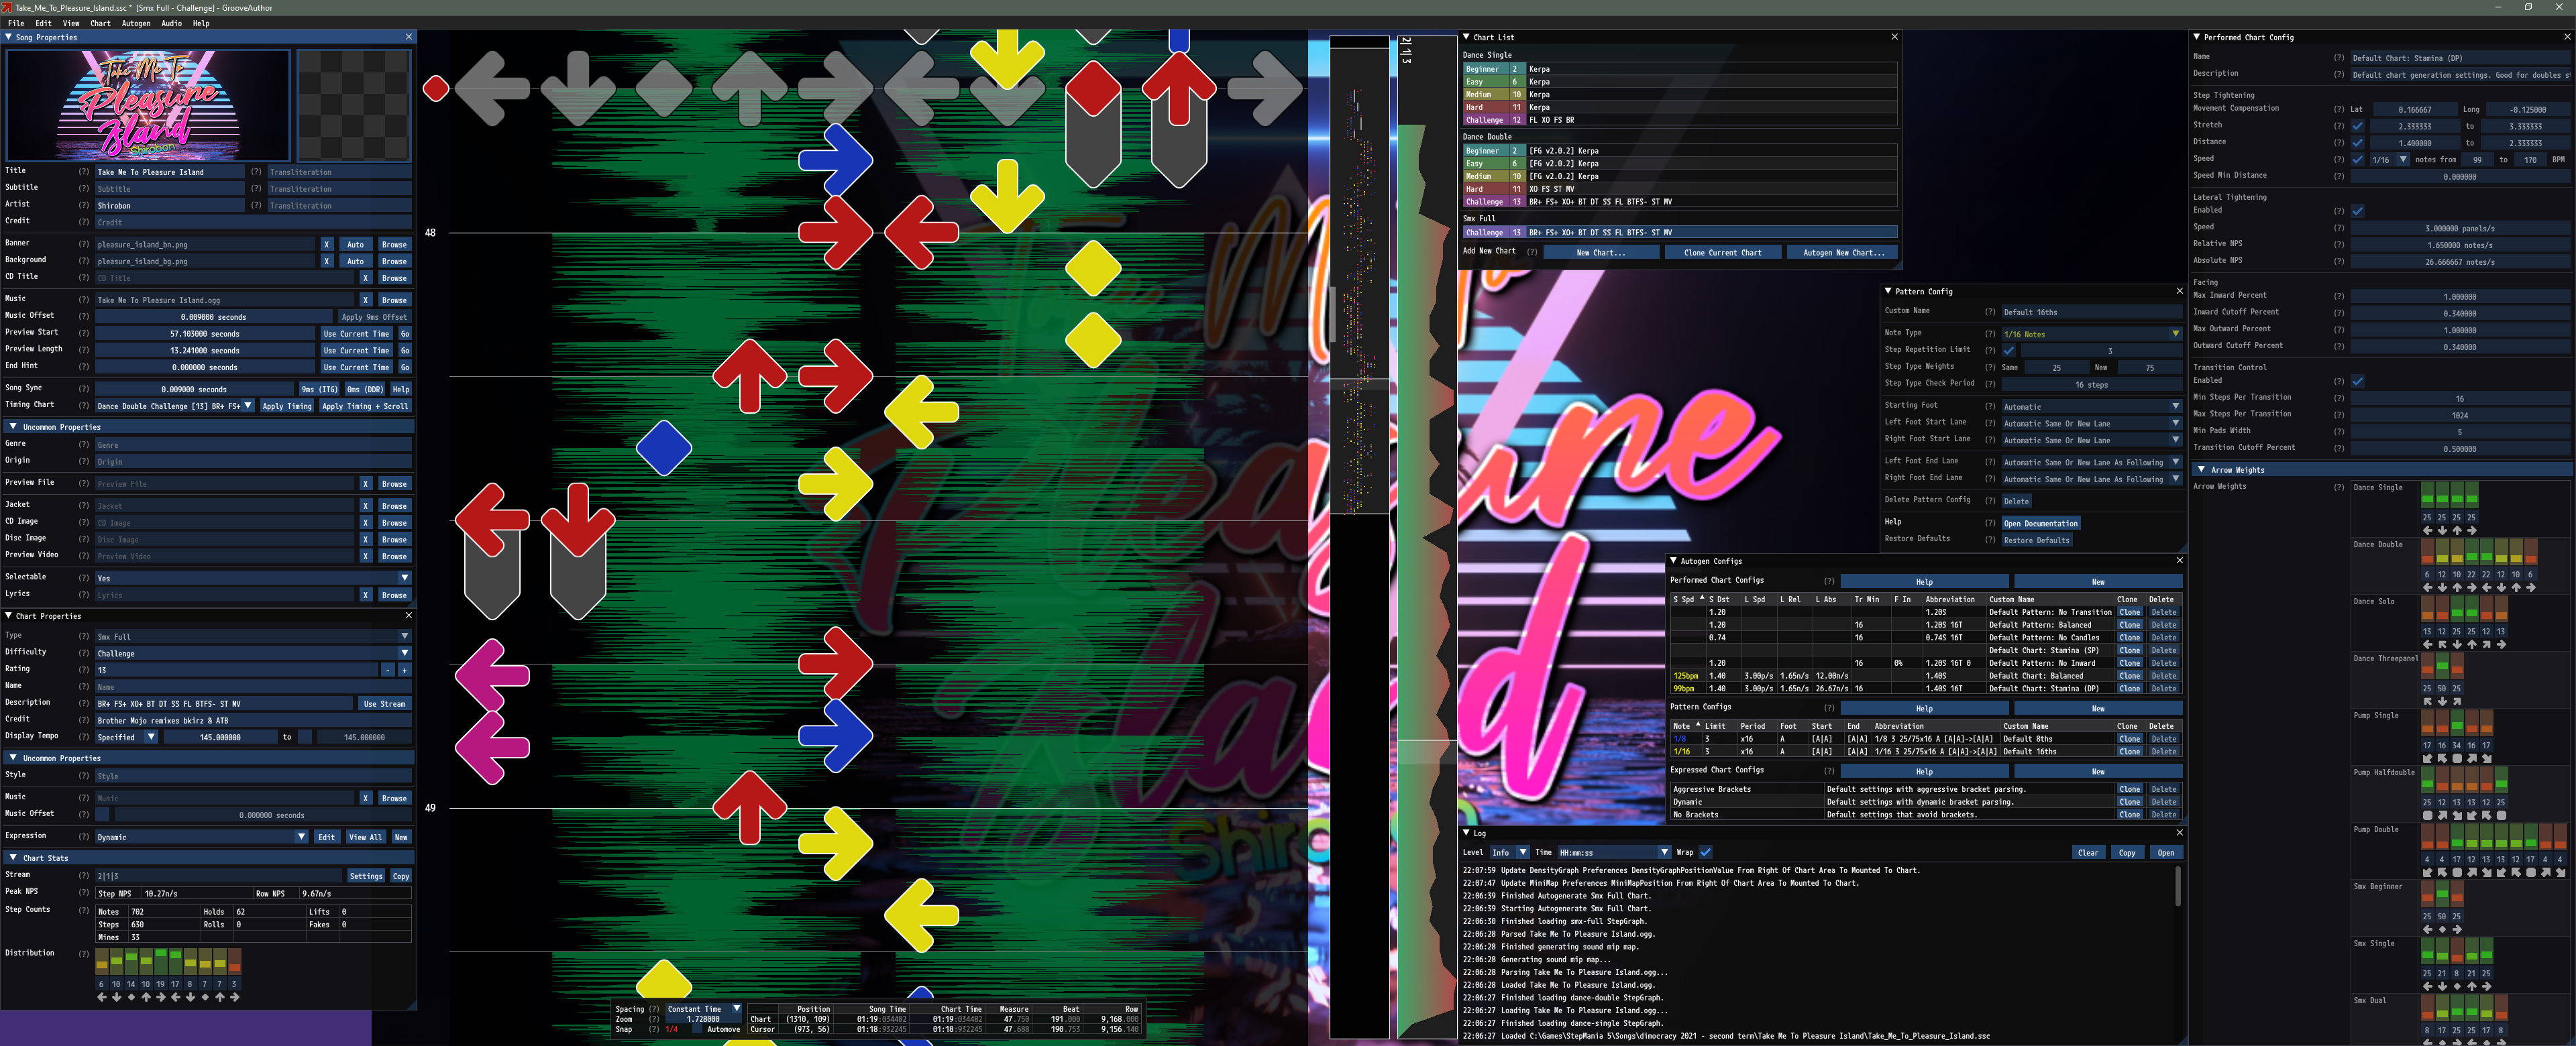 Take_Me_To_Pleasure_Island.ssc * [Smx Full - Challenge] - GrooveAuthor
File Edit View Chart Autogen Audio Help
Song Properties
Take Me To
Pleasure
Island
Shirobon
Title (?) Take Me To Pleasure Island (?) Transliteration
Subtitle (?) Subtitle (?) Transliteration
Artist (?) Shirobon (?) Transliteration
Credit (?) Credit
Banner (?) pleasure_island_bn.png X Auto Browse
Background (?) pleasure_island_bg.png X Auto Browse
CD Title (?) CD Title X Browse
Music (?) Take Me To Pleasure Island.ogg X Browse
Music Offset (?) 0.009000 seconds Apply 9ms Offset
Preview Start (?) 57.103000 seconds Use Current Time Go
Preview Length (?) 13.241000 seconds Use Current Time Go
End Hint (?) 0.000000 seconds Use Current Time Go
Song Sync (?) 0.009000 seconds 9ms (ITG) 0ms (DDR) Help
Timing Chart (?) Dance Double Challenge [13] BR+ FS+ Apply Timing Apply Timing + Scroll
Uncommon Properties
Genre (?) Genre
Origin (?) Origin
Preview File (?) Preview File X Browse
Jacket (?) Jacket X Browse
CD Image (?) CD Image X Browse
Disc Image (?) Disc Image X Browse
Preview Video (?) Preview Video X Browse
Selectable (?) Yes
Lyrics (?) Lyrics X Browse
Chart Properties
Type (?) Smx Full
Difficulty (?) Challenge
Rating (?) 13 - +
Name (?) Name
Description (?) BR+ FS+ XO+ BT DT SS FL BTFS- ST MV Use Stream
Credit (?) Brother Mojo remixes bkirz & ATB
Display Tempo (?) Specified 145.000000 to 145.000000
Uncommon Properties
Style (?) Style
Music (?) Music X Browse
Music Offset (?) 0.000000 seconds
Expression (?) Dynamic Edit View All New
Chart Stats
Stream (?) 2|1|3 Settings Copy
Peak NPS (?) Step NPS 10.27n/s Row NPS 9.67n/s
Step Counts (?) Notes 702 Holds 62 Lifts 0
Steps 630 Rolls 0 Fakes 0
Mines 33
Distribution (?)
6 10 14 10 19 17 8 7 7 3
48
49
Spacing (?) Constant Time
Zoom (?) 1.728000
Snap (?) 1/4 Automove
Position Song Time Chart Time Measure Beat Row
Chart (1310, 109) 01:19:034482 01:19:034482 47.750 191.000 9,168.000
Cursor (973, 56) 01:18:932245 01:18:932245 47.688 190.753 9,156.140
2|1|3
Chart List
Dance Single
Beginner 2 Kerpa
Easy 6 Kerpa
Medium 10 Kerpa
Hard 11 Kerpa
Challenge 12 FL XO FS BR
Dance Double
Beginner 2 [FG v2.0.2] Kerpa
Easy 6 [FG v2.0.2] Kerpa
Medium 10 [FG v2.0.2] Kerpa
Hard 11 XO FS ST MV
Challenge 13 BR+ FS+ XO+ BT DT SS FL BTFS- ST MV
Smx Full
Challenge 13 BR+ FS+ XO+ BT DT SS FL BTFS- ST MV
Add New Chart (?) New Chart... Clone Current Chart Autogen New Chart...
Pattern Config
Custom Name (?) Default 16ths
Note Type (?) 1/16 Notes
Step Repetition Limit (?) 3
Step Type Weights (?) Same 25 New 75
Step Type Check Period (?) 16 steps
Starting Foot (?) Automatic
Left Foot Start Lane (?) Automatic Same Or New Lane
Right Foot Start Lane (?) Automatic Same Or New Lane
Left Foot End Lane (?) Automatic Same Or New Lane As Following
Right Foot End Lane (?) Automatic Same Or New Lane As Following
Delete Pattern Config (?) Delete
Help (?) Open Documentation
Restore Defaults (?) Restore Defaults
Autogen Configs
Performed Chart Configs (?) Help New
S Spd S Dst L Spd L Rel L Abs Tr Min F In Abbreviation Custom Name Clone Delete
1.20 1.20S Default Pattern: No Transition Clone Delete
1.20 16 1.20S 16T Default Pattern: Balanced Clone Delete
0.74 16 0.74S 16T Default Pattern: No Candles Clone Delete
Default Chart: Stamina (SP) Clone Delete
1.20 16 0% 1.20S 16T 0 Default Pattern: No Inward Clone Delete
125bpm 1.40 3.00p/s 1.65n/s 12.00n/s 1.40S Default Chart: Balanced Clone Delete
99bpm 1.40 3.00p/s 1.65n/s 26.67n/s 16 1.40S 16T Default Chart: Stamina (DP) Clone Delete
Pattern Configs (?) Help New
Note Limit Period Foot Start End Abbreviation Custom Name Clone Delete
1/8 3 x16 A [A|A] [A|A] 1/8 3 25/75x16 A [A|A]->[A|A] Default 8ths Clone Delete
1/16 3 x16 A [A|A] [A|A] 1/16 3 25/75x16 A [A|A]->[A|A] Default 16ths Clone Delete
Expressed Chart Configs (?) Help New
Aggressive Brackets Default settings with aggressive bracket parsing. Clone Delete
Dynamic Default settings with dynamic bracket parsing. Clone Delete
No Brackets Default settings that avoid brackets. Clone Delete
Log
Level Info Time HH:mm:ss Wrap Clear Copy Open
22:07:59 Update DensityGraph Preferences DensityGraphPositionValue From Right Of Chart Area To Mounted To Chart.
22:07:47 Update MiniMap Preferences MiniMapPosition From Right Of Chart Area To Mounted To Chart.
22:06:39 Finished Autogenerate Smx Full Chart.
22:06:39 Starting Autogenerate Smx Full Chart.
22:06:30 Finished loading smx-full StepGraph.
22:06:28 Parsed Take Me To Pleasure Island.ogg.
22:06:28 Finished generating sound mip map.
22:06:28 Generating sound mip map...
22:06:28 Parsing Take Me To Pleasure Island.ogg...
22:06:28 Loaded Take Me To Pleasure Island.ogg.
22:06:27 Finished loading dance-double StepGraph.
22:06:27 Loading Take Me To Pleasure Island.ogg...
22:06:27 Finished loading dance-single StepGraph.
22:06:27 Loaded C:\Games\StepMania 5\Songs\dimocracy 2021 - second term\Take Me To Pleasure Island\Take_Me_To_Pleasure_Island.ssc
Performed Chart Config
Name (?) Default Chart: Stamina (DP)
Description (?) Default chart generation settings. Good for doubles s
Step Tightening
Movement Compensation (?) Lat 0.166667 Long -0.125000
Stretch (?) 2.333333 to 3.333333
Distance (?) 1.400000 to 2.333333
Speed (?) 1/16 notes from 99 to 170 BPM
Speed Min Distance (?) 0.000000
Lateral Tightening
Enabled (?)
Speed (?) 3.000000 panels/s
Relative NPS (?) 1.650000 notes/s
Absolute NPS (?) 26.666667 notes/s
Facing
Max Inward Percent (?) 1.000000
Inward Cutoff Percent (?) 0.340000
Max Outward Percent (?) 1.000000
Outward Cutoff Percent (?) 0.340000
Transition Control
Enabled (?)
Min Steps Per Transition (?) 16
Max Steps Per Transition (?) 1024
Min Pads Width (?) 5
Transition Cutoff Percent (?) 0.500000
Arrow Weights
Arrow Weights (?) Dance Single
25 25 25 25
Dance Double
6 12 10 22 22 12 10 6
Dance Solo
13 12 25 25 12 13
Dance Threepanel
25 50 25
Pump Single
17 16 34 16 17
Pump Halfdouble
25 12 13 13 12 25
Pump Double
4 4 17 12 13 13 12 17 4 4
Smx Beginner
25 50 25
Smx Single
25 21 8 21 25
Smx Dual
8 17 25 25 17 8